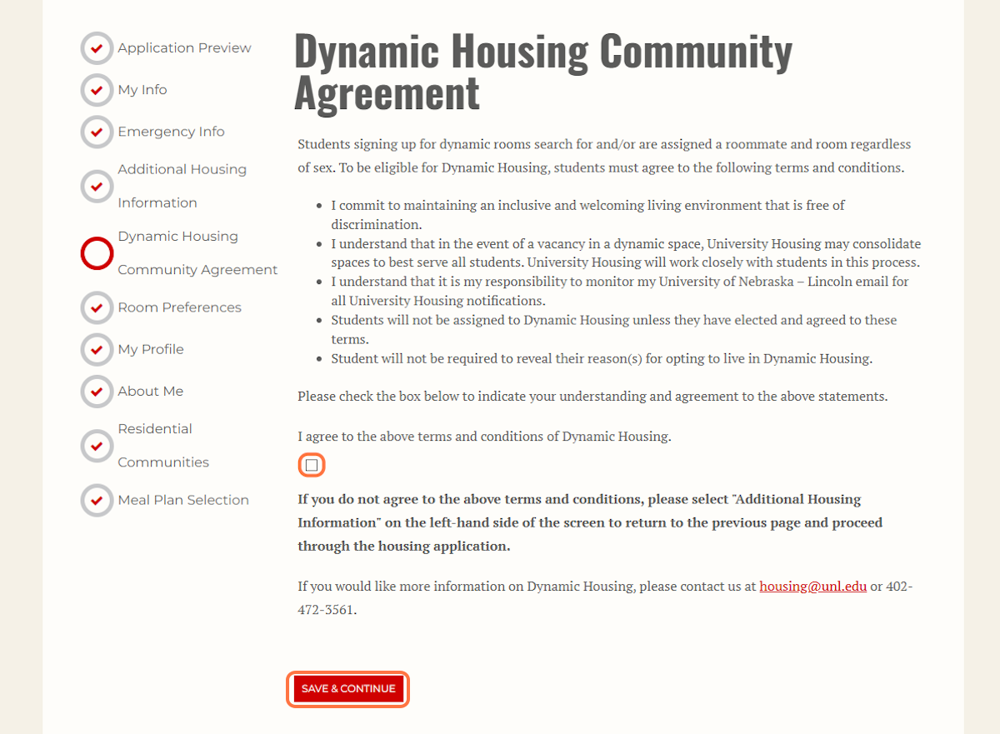 Application Preview
My Info
Emergency Info
Additional Housing
Information
Dynamic Housing
Community Agreement
Room Preferences
My Profile
About Me
Residential
Communities
Meal Plan Selection
Dynamic Housing Community
Agreement
Students signing up for dynamic rooms search for and/or are assigned a roommate and room regardless
of sex. To be eligible for Dynamic Housing, students must agree to the following terms and conditions.
• I commit to maintaining an inclusive and welcoming living environment that is free of
discrimination.
• I understand that in the event of a vacancy in a dynamic space, University Housing may consolidate
spaces to best serve all students. University Housing will work closely with students in this process.
• I understand that it is my responsibility to monitor my University of Nebraska – Lincoln email for
all University Housing notifications.
• Students will not be assigned to Dynamic Housing unless they have elected and agreed to these
terms.
• Student will not be required to reveal their reason(s) for opting to live in Dynamic Housing.
Please check the box below to indicate your understanding and agreement to the above statements.
I agree to the above terms and conditions of Dynamic Housing.
If you do not agree to the above terms and conditions, please select "Additional Housing
Information" on the left-hand side of the screen to return to the previous page and proceed
through the housing application.
If you would like more information on Dynamic Housing, please contact us at housing@unl.edu or 402-
472-3561.
SAVE & CONTINUE